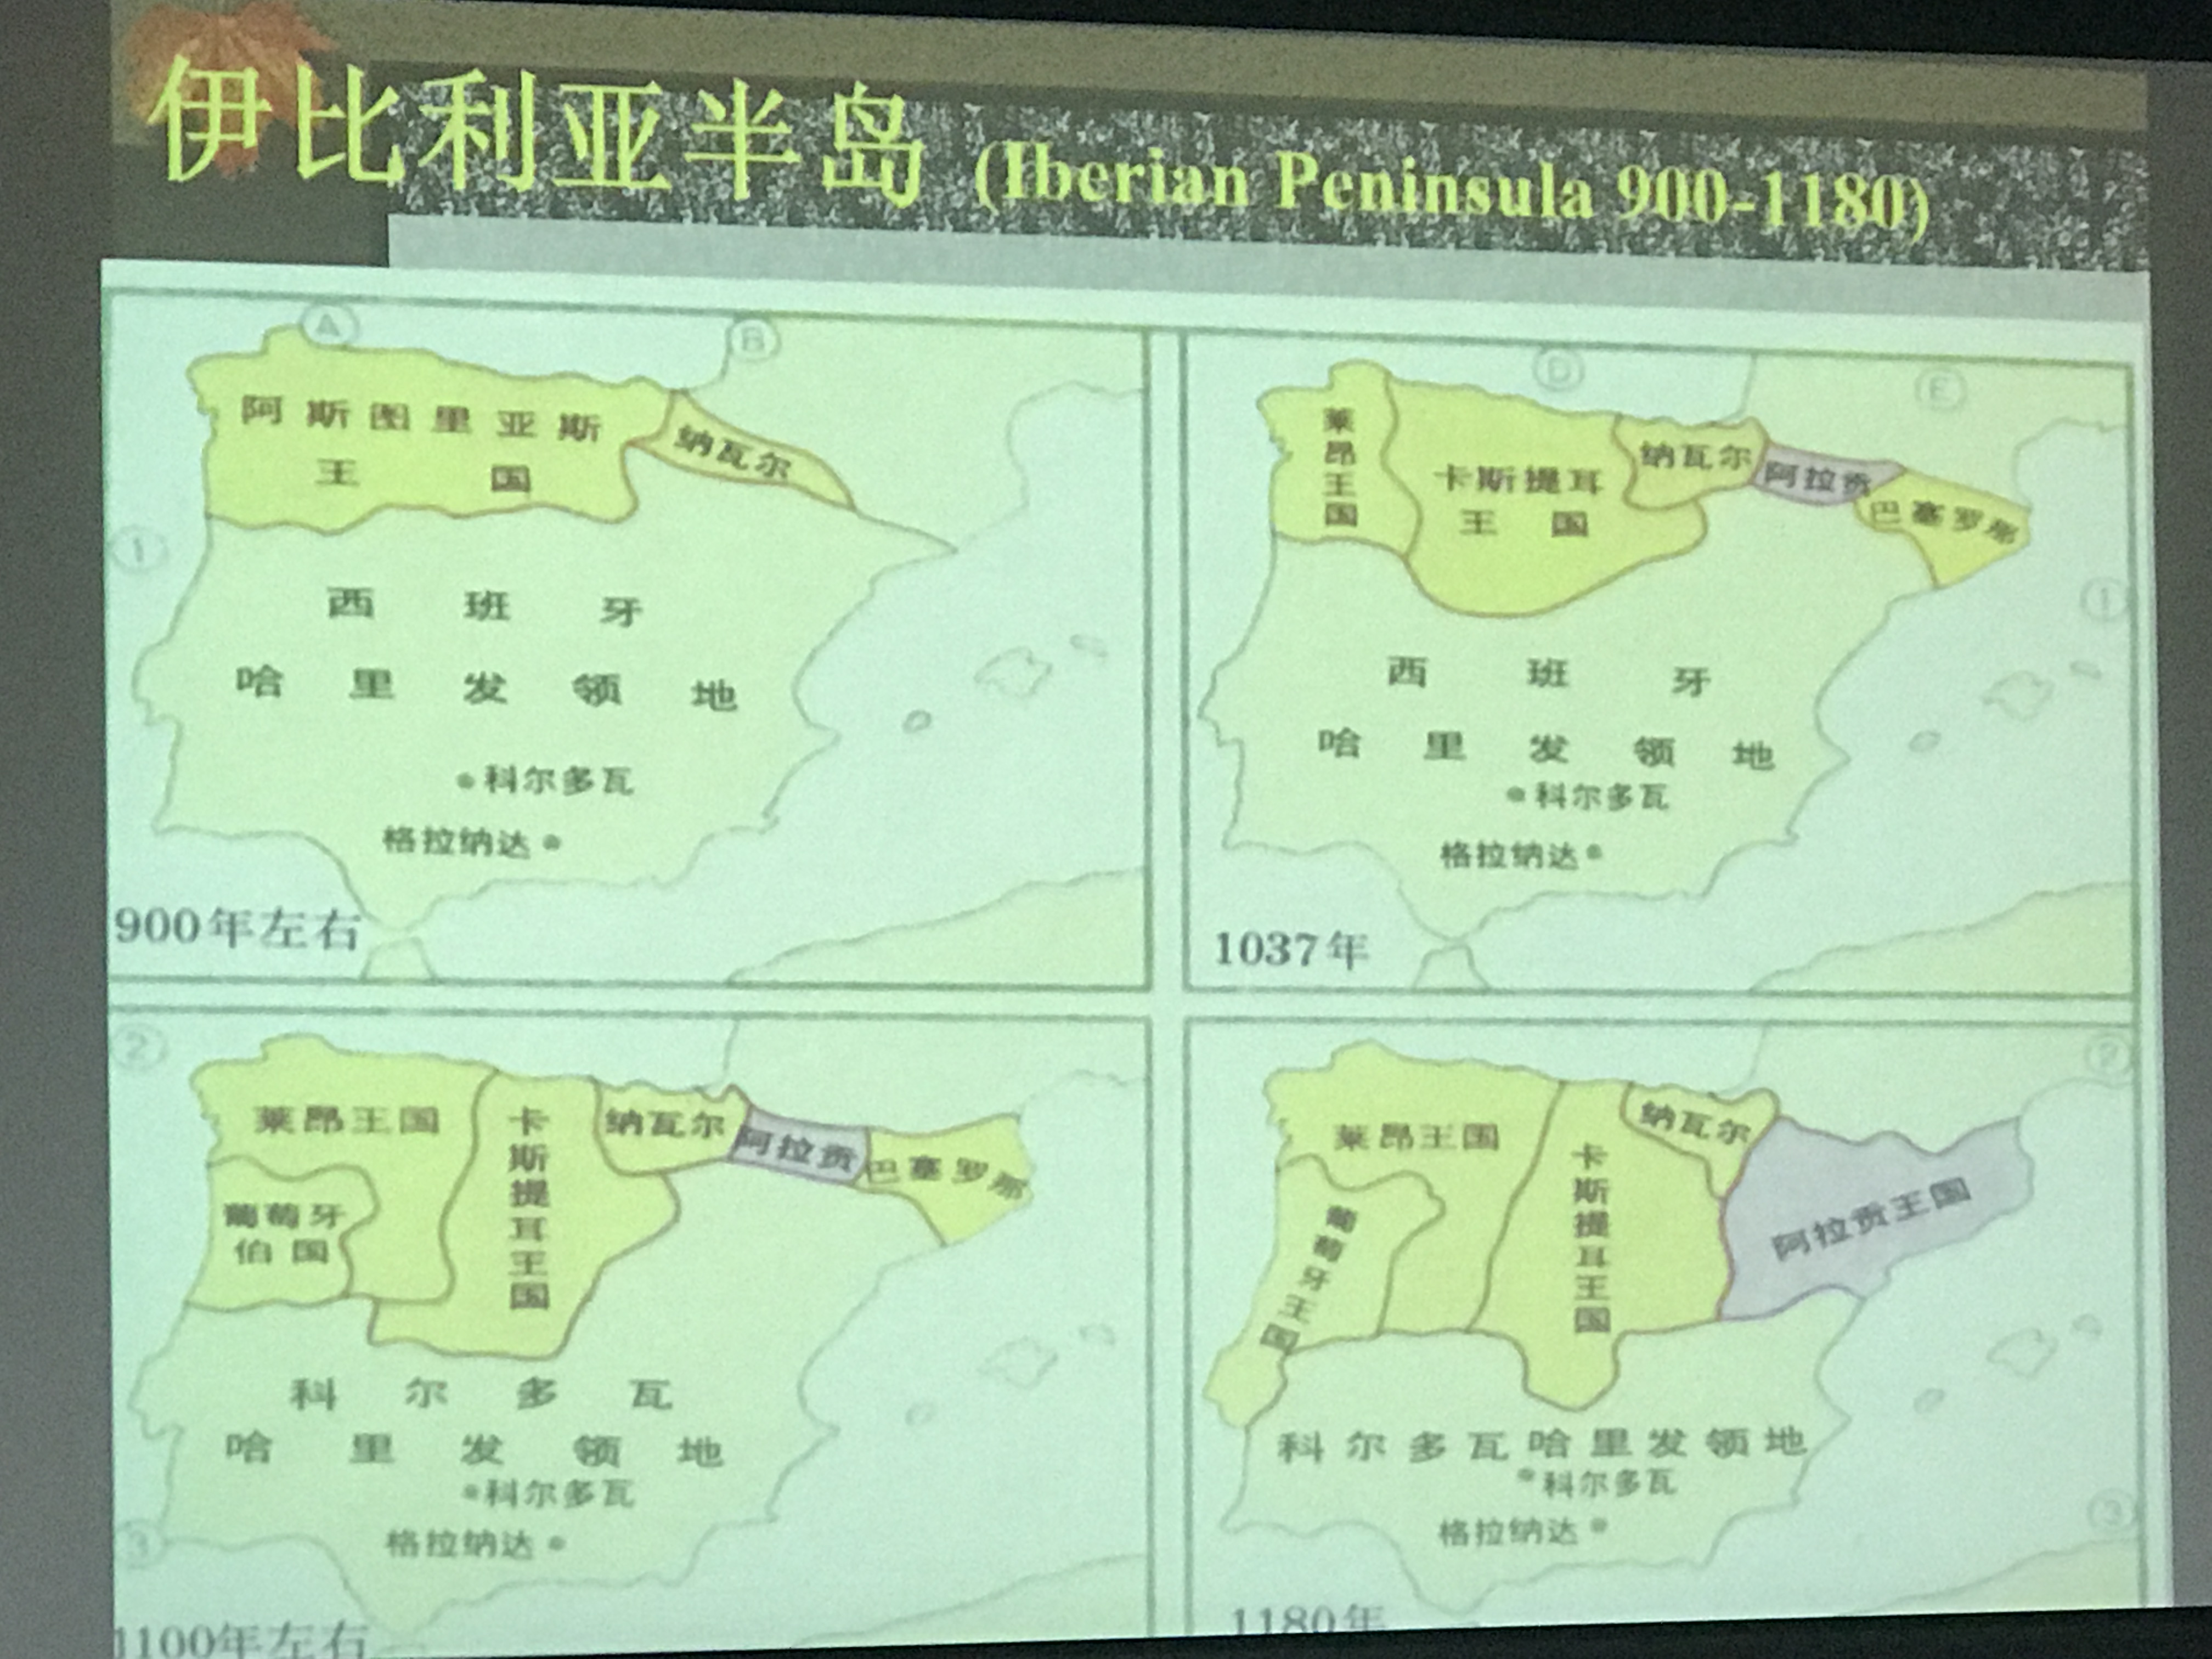 伊比利亚半岛 (Iberian Peninsula 900-1180)
A
B
阿斯图里亚斯
王国
纳瓦尔
1
西班牙
哈里发领地
科尔多瓦
格拉纳达
900年左右
D
E
莱昂王国
卡斯提耳
王国
纳瓦尔
阿拉贡
巴塞罗那
1
西班牙
哈里发领地
科尔多瓦
格拉纳达
1037年
2
莱昂王国
卡斯提耳王国
纳瓦尔
阿拉贡
巴塞罗那
葡萄牙
伯国
科尔多瓦
哈里发领地
科尔多瓦
格拉纳达
3
1100年左右
2
莱昂王国
卡斯提耳王国
纳瓦尔
阿拉贡王国
葡萄牙王国
科尔多瓦哈里发领地
科尔多瓦
格拉纳达
3
1180年